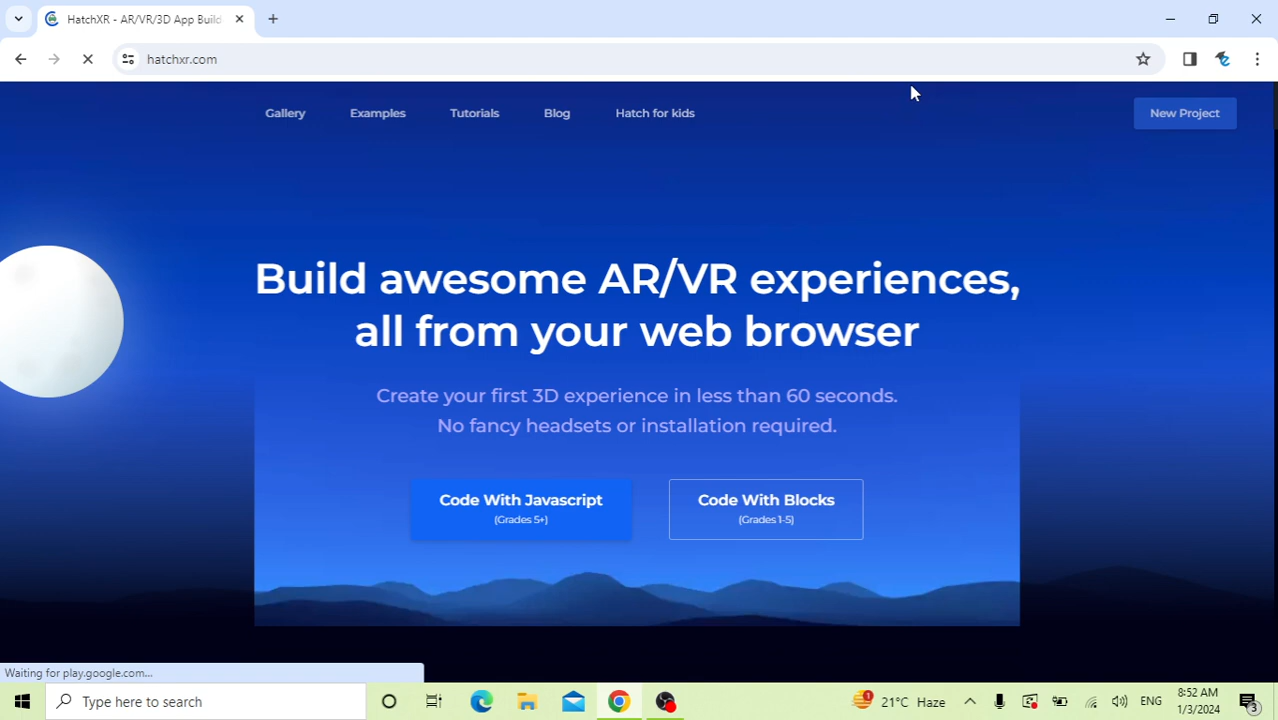 HatchXR - AR/VR/3D App Build
hatchxr.com
Gallery
Examples
Tutorials
Blog
Hatch for kids
New Project
Build awesome AR/VR experiences,
all from your web browser
Create your first 3D experience in less than 60 seconds.
No fancy headsets or installation required.
Code With Javascript
(Grades 5+)
Code With Blocks
(Grades 1-5)
Waiting for play.google.com...
Type here to search
1
21°C Haze
ENG
8:52 AM
1/3/2024
3